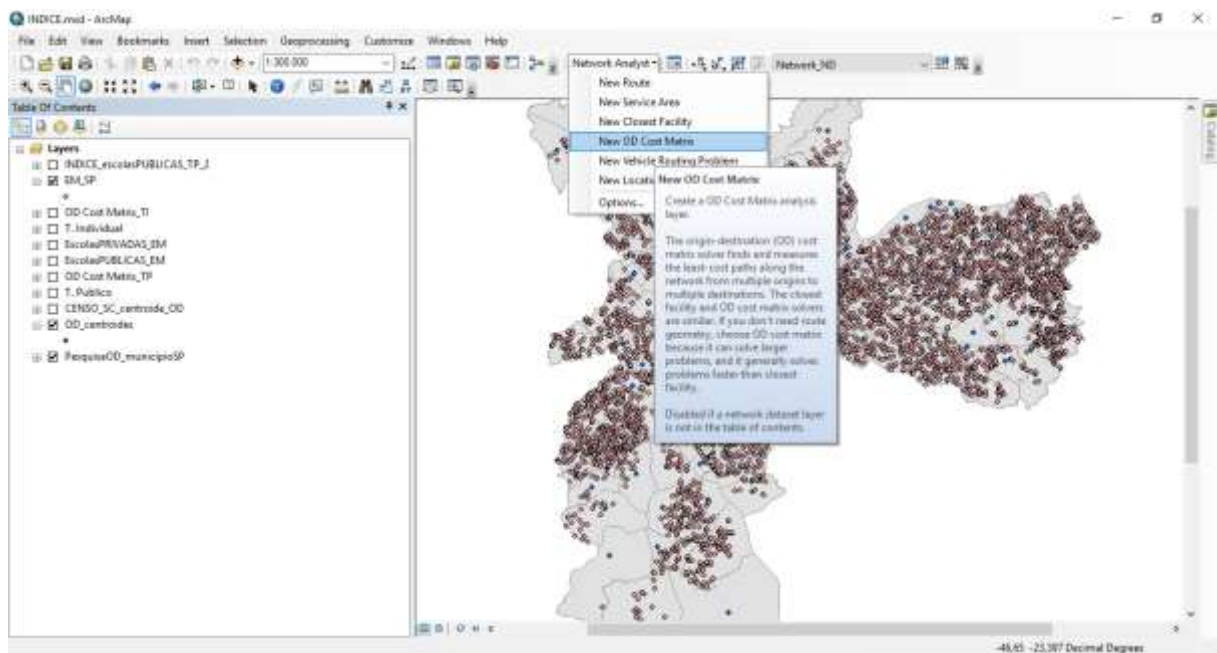 INDICE.mxd - ArcMap
File Edit View Bookmarks Insert Selection Geoprocessing Customize Windows Help
1:300.000
Network Analyst
Network_ND
Table Of Contents
Layers
INDICE_escolasPUBLICAS_TP_I
EM_SP
OD Cost Matrix_TI
T. Individual
EscolasPRIVADAS_EM
EscolasPUBLICAS_EM
OD Cost Matrix_TP
T. Publico
CENSO_SC_centroide_OD
OD_centroides
PesquisaOD_municipioSP
New Route
New Service Area
New Closest Facility
New OD Cost Matrix
New Vehicle Routing Problem
New Locati
Options...
New OD Cost Matrix
Create a OD Cost Matrix analysis
layer.
The origin-destination (OD) cost
matrix solver finds and measures
the least-cost paths along the
network from multiple origins to
multiple destinations. The closest
facility and OD cost matrix solvers
are similar. If you don't need route
geometry, choose OD cost matrix
because it can solve larger
problems, and it generally solves
problems faster than closest
facility.
Disabled if a network dataset layer
is not in the table of contents.
Catalog
-46,65 -23,387 Decimal Degrees